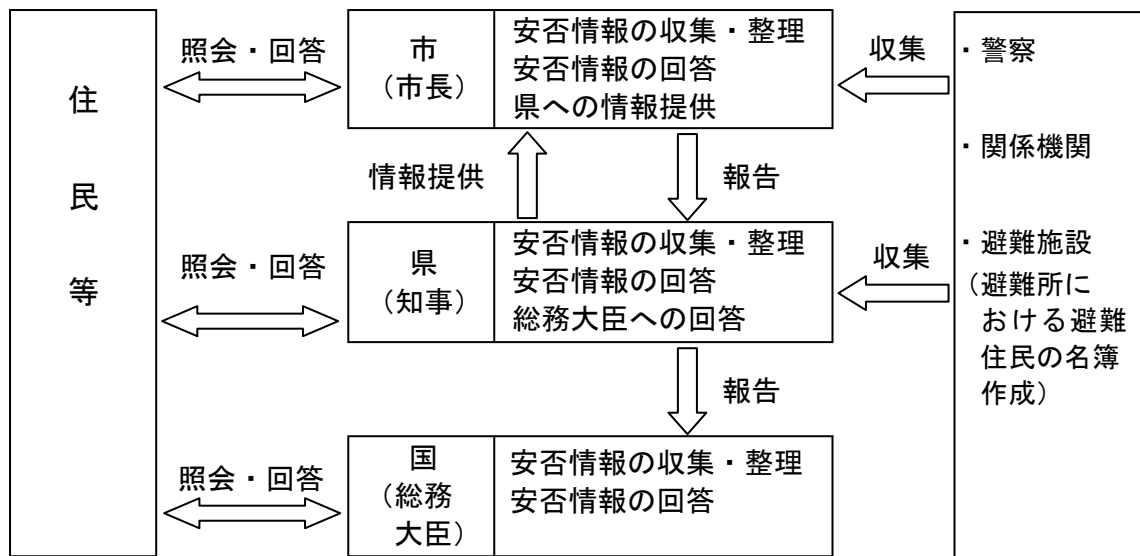 住
民
等
照会・回答
市
（市長）
安否情報の収集・整理
安否情報の回答
県への情報提供
収集
情報提供
報告
照会・回答
県
（知事）
安否情報の収集・整理
安否情報の回答
総務大臣への回答
収集
報告
照会・回答
国
（総務
大臣）
安否情報の収集・整理
安否情報の回答
・警察
・関係機関
・避難施設
（避難所に
おける避難
住民の名簿
作成）